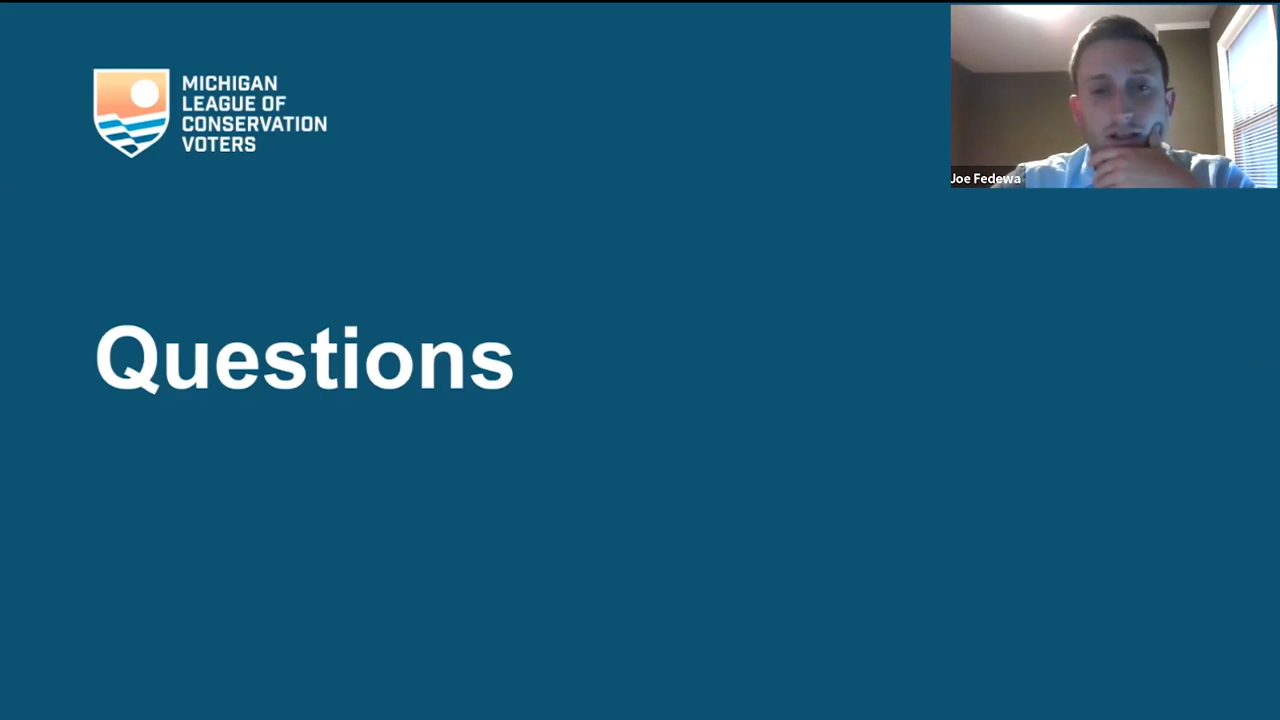 MICHIGAN
LEAGUE OF
CONSERVATION
VOTERS
Joe Fedewa
Questions